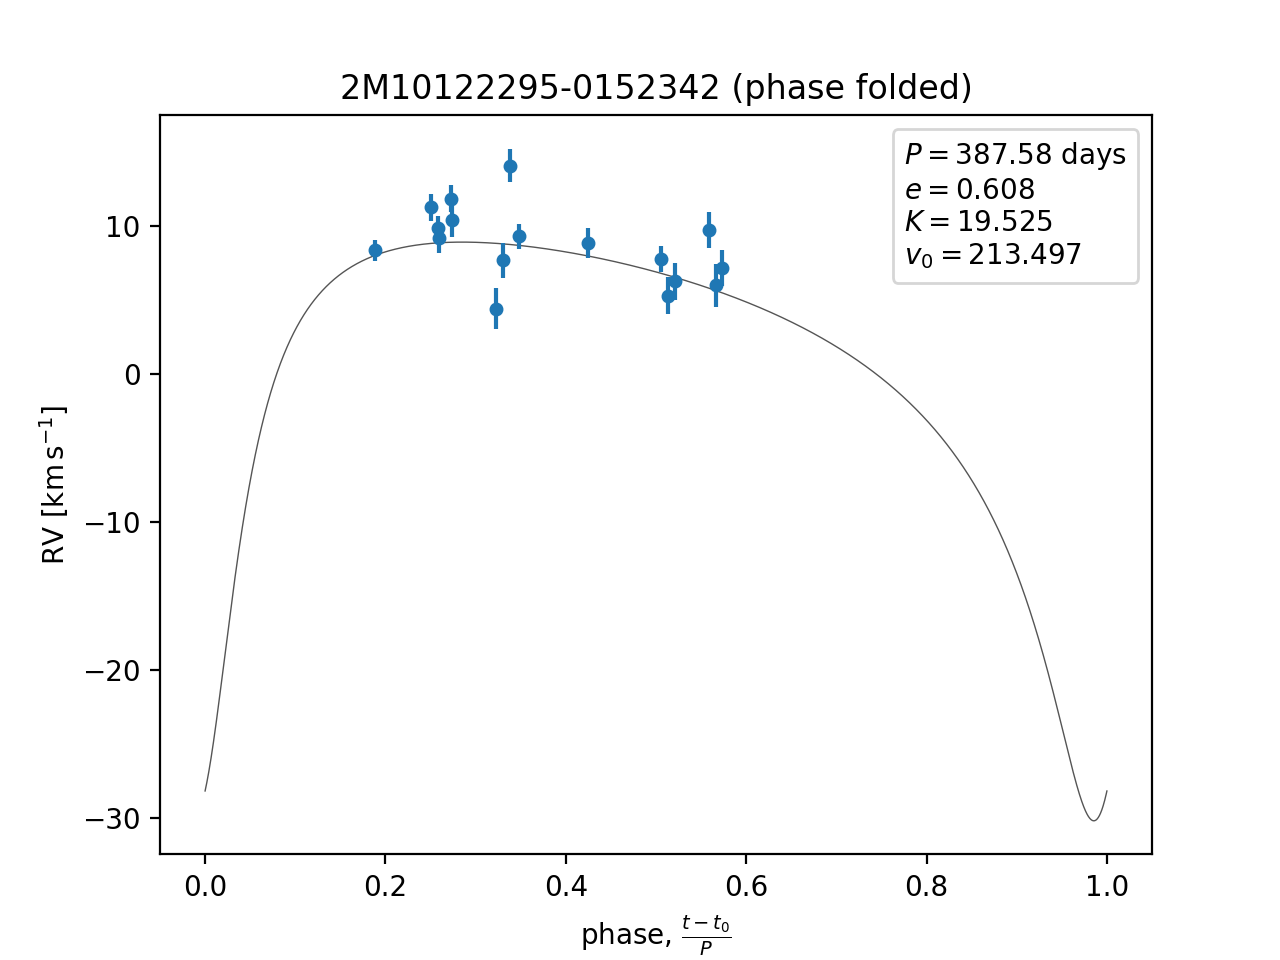 2M10122295-0152342 (phase folded)
P = 387.58 days
e = 0.608
K = 19.525
v₀ = 213.497
10
0
−10
−20
−30
RV [km s⁻¹]
0.0 0.2 0.4 0.6 0.8 1.0
phase, (t − t₀)/P